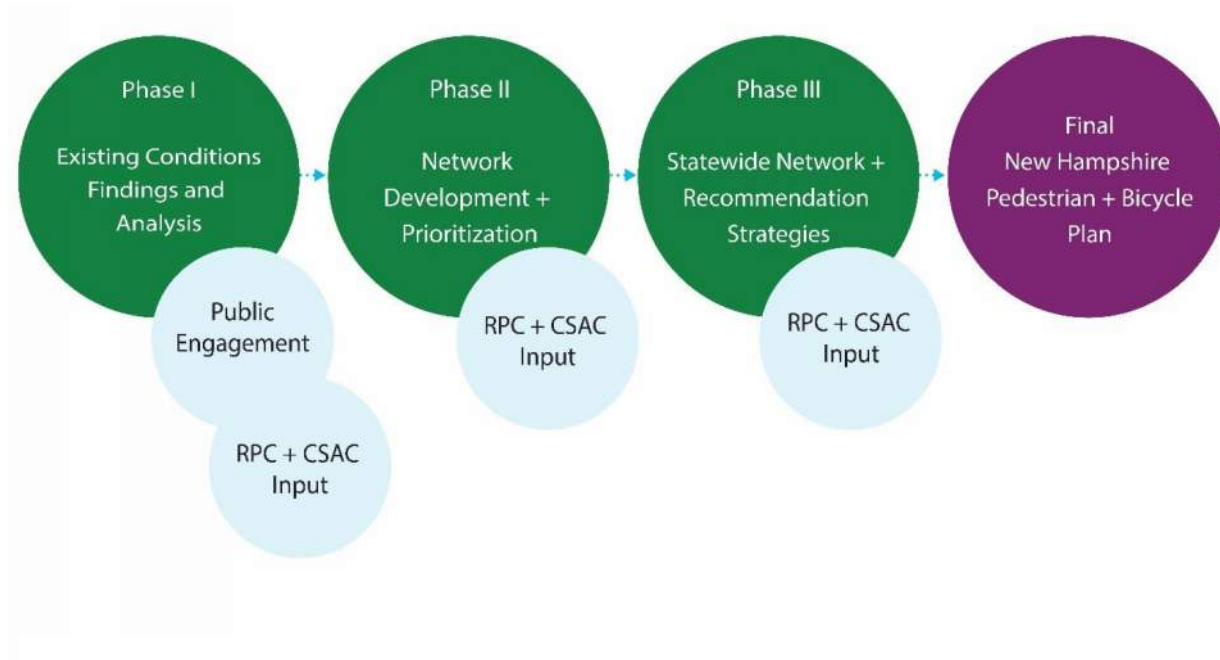 Phase I
Existing Conditions
Findings and
Analysis
Public
Engagement
RPC + CSAC
Input
Phase II
Network
Development +
Prioritization
RPC + CSAC
Input
Phase III
Statewide Network +
Recommendation
Strategies
RPC + CSAC
Input
Final
New Hampshire
Pedestrian + Bicycle
Plan